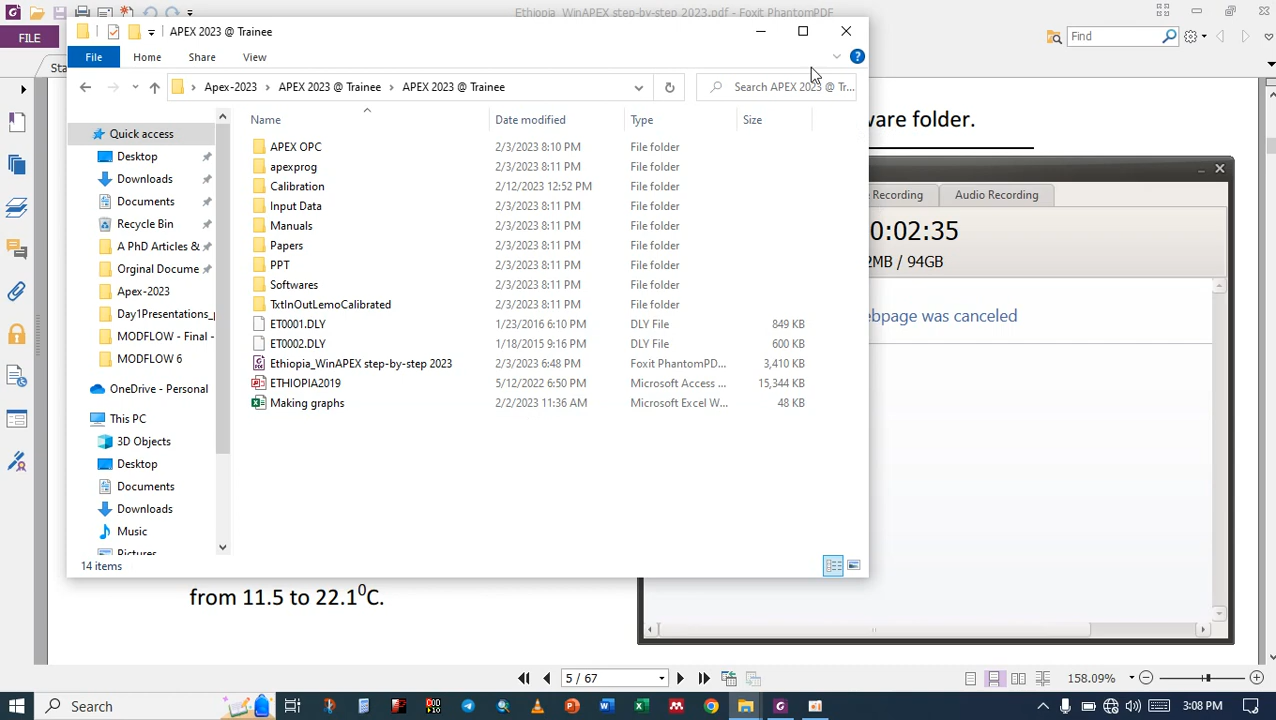 Ethiopia_WinAPEX step-by-step 2023.pdf - Foxit PhantomPDF
FILE
Find
APEX 2023 @ Trainee
File Home Share View
Apex-2023 APEX 2023 @ Trainee APEX 2023 @ Trainee
Search APEX 2023 @ Tr...
Name Date modified Type Size
Quick access
Desktop
Downloads
Documents
Recycle Bin
A PhD Articles &
Orginal Docume
Apex-2023
Day1Presentations_
MODFLOW - Final -
MODFLOW 6
OneDrive - Personal
This PC
3D Objects
Desktop
Documents
Downloads
Music
Pictures
APEX OPC 2/3/2023 8:10 PM File folder
apexprog 2/3/2023 8:11 PM File folder
Calibration 2/12/2023 12:52 PM File folder
Input Data 2/3/2023 8:11 PM File folder
Manuals 2/3/2023 8:11 PM File folder
Papers 2/3/2023 8:11 PM File folder
PPT 2/3/2023 8:11 PM File folder
Softwares 2/3/2023 8:11 PM File folder
TxtInOutLemoCalibrated 2/3/2023 8:11 PM File folder
ET0001.DLY 1/23/2016 6:10 PM DLY File 849 KB
ET0002.DLY 1/18/2015 9:16 PM DLY File 600 KB
Ethiopia_WinAPEX step-by-step 2023 2/3/2023 6:48 PM Foxit PhantomPD... 3,410 KB
ETHIOPIA2019 5/12/2022 6:50 PM Microsoft Access ... 15,344 KB
Making graphs 2/2/2023 11:36 AM Microsoft Excel W... 48 KB
14 items
ware folder.
Recording Audio Recording
0:02:35
2MB / 94GB
ebpage was canceled
from 11.5 to 22.1⁰C.
5 / 67
158.09%
Search
3:08 PM